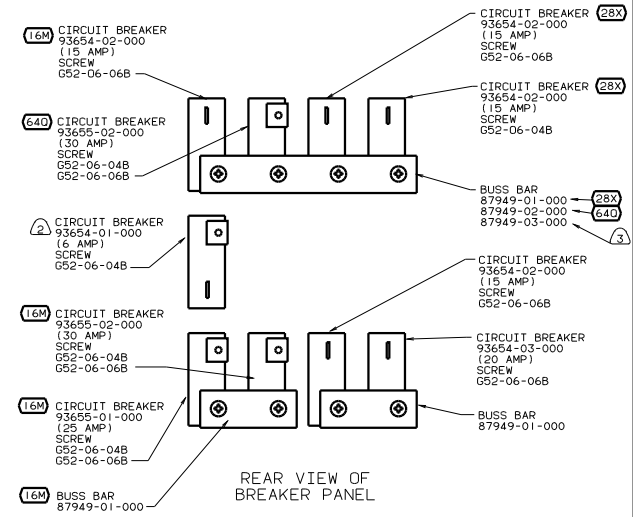 16M
CIRCUIT BREAKER
93654-02-000
(15 AMP)
SCREW
G52-06-06B
64Q
CIRCUIT BREAKER
93655-02-000
(30 AMP)
SCREW
G52-06-04B
G52-06-06B
2
CIRCUIT BREAKER
93654-01-000
(6 AMP)
SCREW
G52-06-04B
16M
CIRCUIT BREAKER
93655-02-000
(30 AMP)
SCREW
G52-06-04B
G52-06-06B
16M
CIRCUIT BREAKER
93655-01-000
(25 AMP)
SCREW
G52-06-04B
G52-06-06B
16M
BUSS BAR
87949-01-000
CIRCUIT BREAKER
28X
93654-02-000
(15 AMP)
SCREW
G52-06-06B
CIRCUIT BREAKER
28X
93654-02-000
(15 AMP)
SCREW
G52-06-04B
BUSS BAR
87949-01-000
28X
87949-02-000
64Q
87949-03-000
3
CIRCUIT BREAKER
93654-02-000
(15 AMP)
SCREW
G52-06-06B
CIRCUIT BREAKER
93654-03-000
(20 AMP)
SCREW
G52-06-06B
BUSS BAR
87949-01-000
REAR VIEW OF
BREAKER PANEL